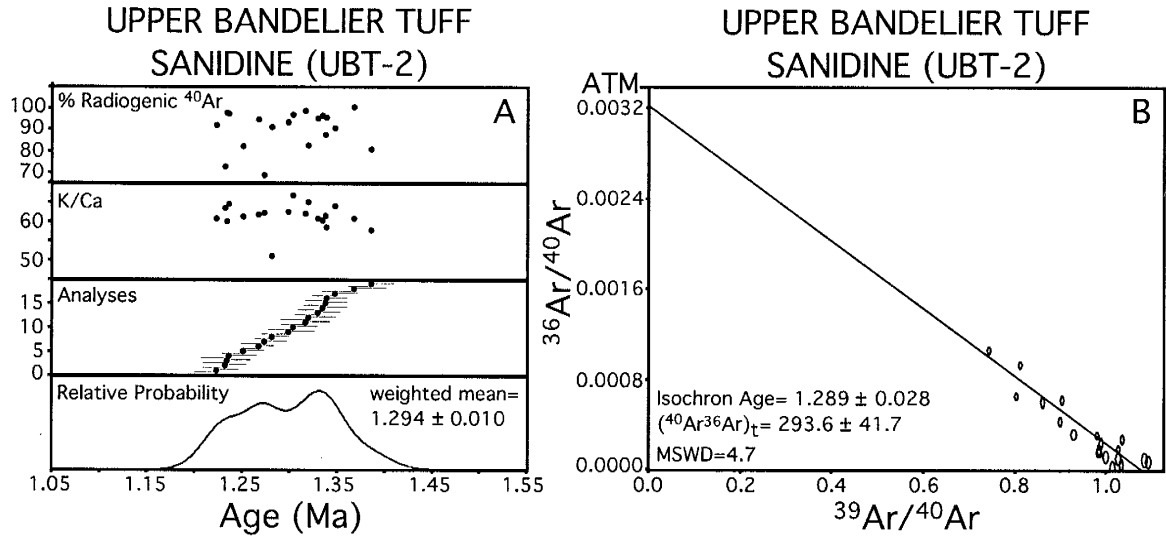 UPPER BANDELIER TUFF
SANIDINE (UBT-2)
% Radiogenic ⁴⁰Ar
A
100
90
80
70
K/Ca
60
50
Analyses
15
10
5
0
Relative Probability
weighted mean=
1.294 ± 0.010
1.05 1.15 1.25 1.35 1.45 1.55
Age (Ma)
UPPER BANDELIER TUFF
SANIDINE (UBT-2)
ATM
B
0.0032
0.0024
0.0016
0.0008
0.0000
³⁶Ar/⁴⁰Ar
Isochron Age= 1.289 ± 0.028
(⁴⁰Ar³⁶Ar)t= 293.6 ± 41.7
MSWD=4.7
0.0 0.2 0.4 0.6 0.8 1.0
³⁹Ar/⁴⁰Ar